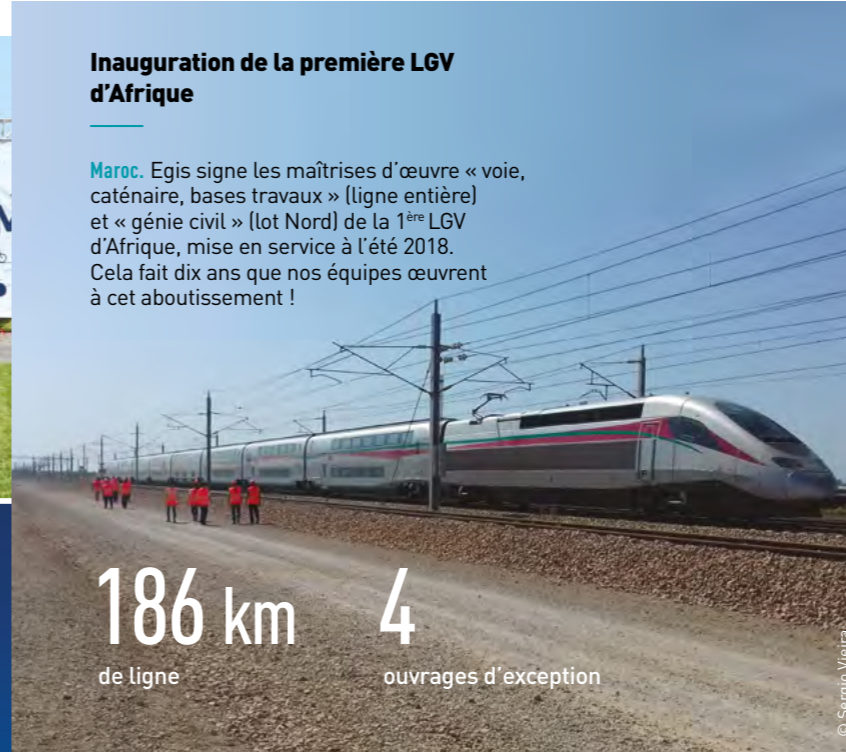 Inauguration de la première LGV
d'Afrique
Maroc. Egis signe les maîtrises d'œuvre « voie,
caténaire, bases travaux » (ligne entière)
et « génie civil » (lot Nord) de la 1ère LGV
d'Afrique, mise en service à l'été 2018.
Cela fait dix ans que nos équipes œuvrent
à cet aboutissement !
186 km
de ligne
4
ouvrages d'exception
© Sergio Vieira